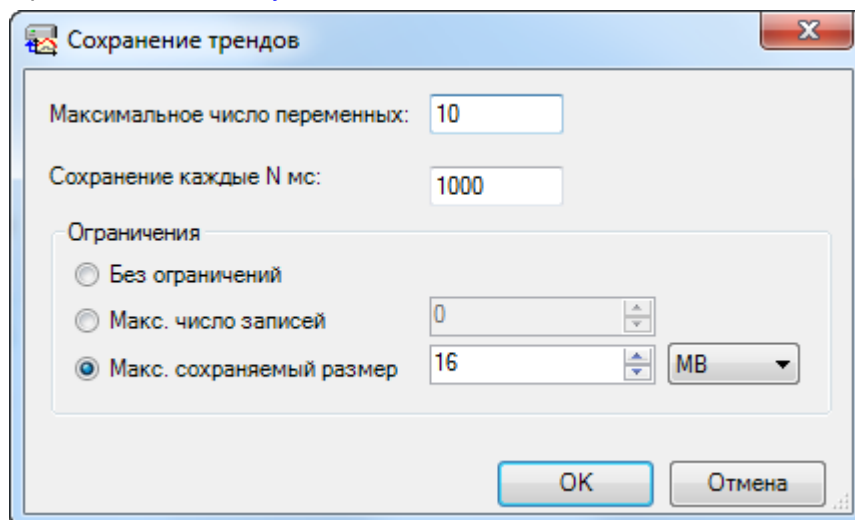 Сохранение трендов
Максимальное число переменных: 10
Сохранение каждые N мс: 1000
Ограничения
Без ограничений
Макс. число записей 0
Макс. сохраняемый размер 16 MB
OK Отмена